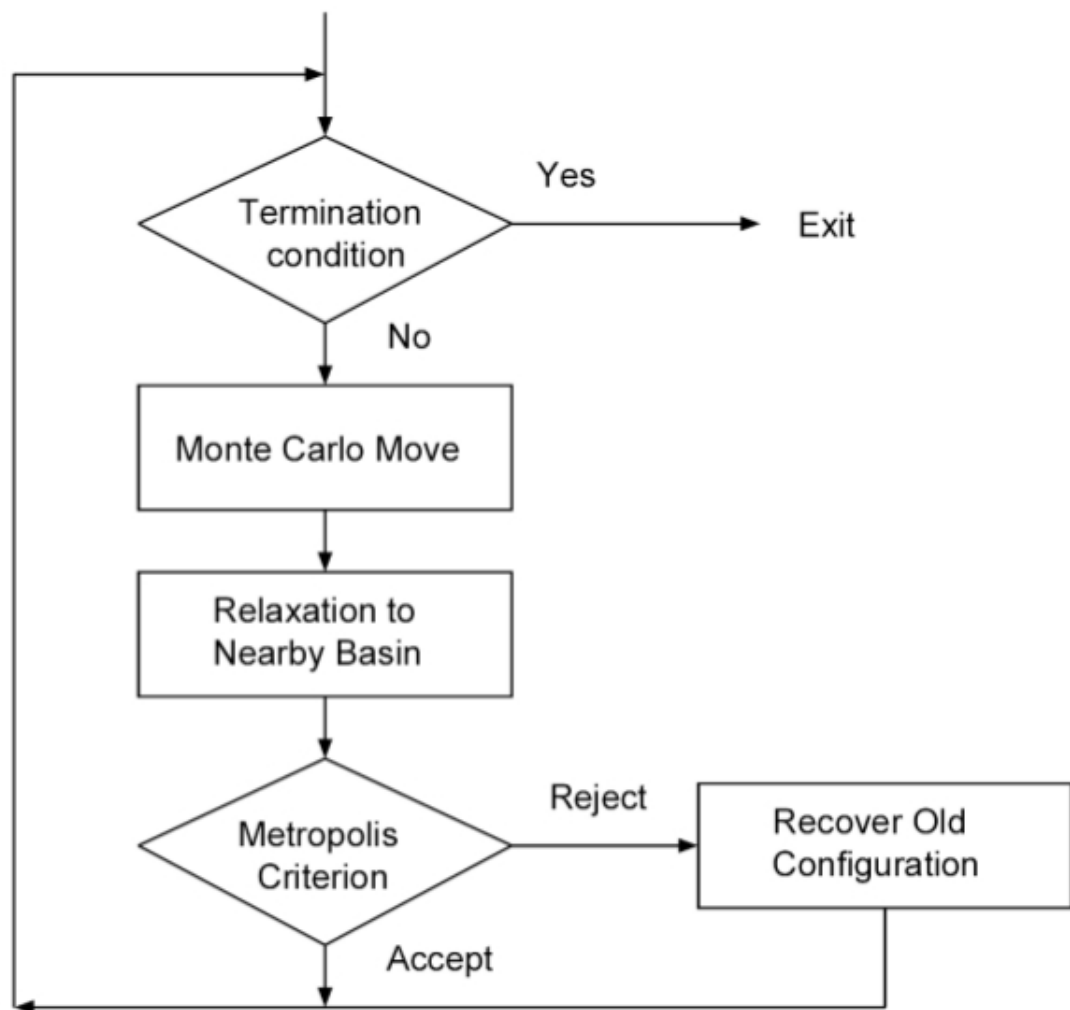 Yes
Termination
condition
Exit
No
Monte Carlo Move
Relaxation to
Nearby Basin
Reject
Metropolis
Criterion
Recover Old
Configuration
Accept